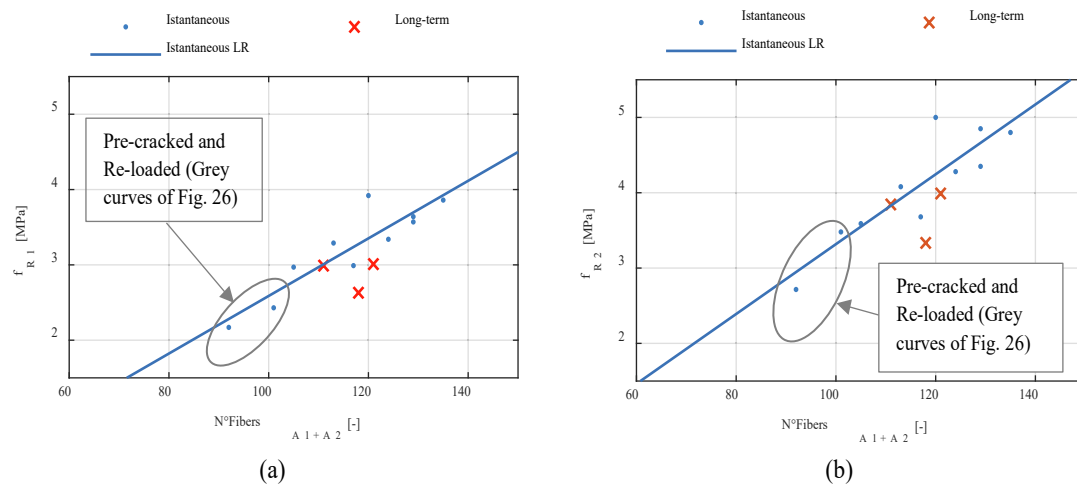 Istantaneous
Long-term
Istantaneous LR
5
4
3
2
60
80
100
120
140
f R 1 [MPa]
N°Fibers A 1 + A 2 [-]
Pre-cracked and
Re-loaded (Grey
curves of Fig. 26)
(a)
Istantaneous
Long-term
Istantaneous LR
5
4
3
2
60
80
100
120
140
f R 2 [MPa]
N°Fibers A 1 + A 2 [-]
Pre-cracked and
Re-loaded (Grey
curves of Fig. 26)
(b)